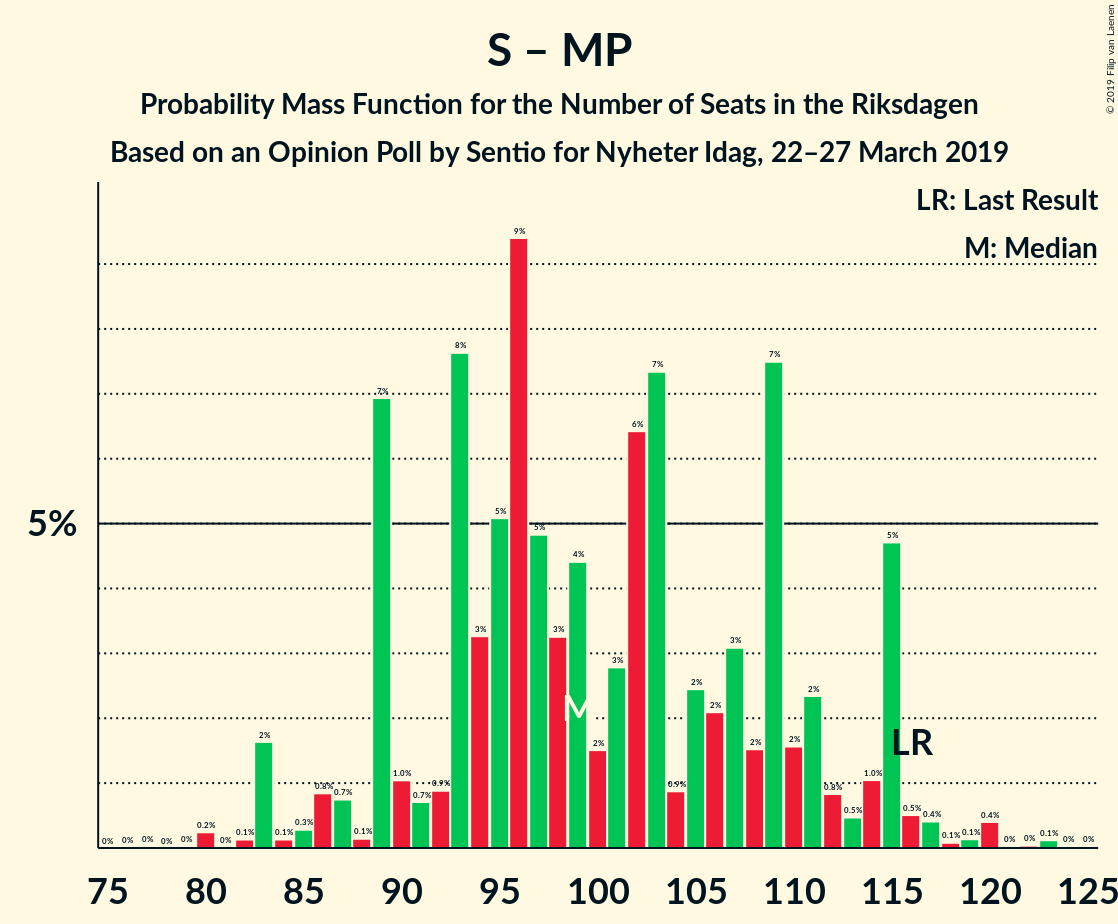 S – MP
Probability Mass Function for the Number of Seats in the Riksdagen
Based on an Opinion Poll by Sentio for Nyheter Idag, 22–27 March 2019
© 2019 Filip van Laenen
LR: Last Result
M: Median
5%
0% 0% 0% 0% 0% 0.2% 0% 0.1% 2% 0.1% 0.3% 0.8% 0.7% 0.1% 7% 1.0% 0.7% 0.9% 8% 3% 5% 9% 5% 3% 4% 2% 3% 6% 7% 0.9% 2% 2% 3% 2% 7% 2% 2% 0.8% 0.5% 1.0% 5% 0.5% 0.4% 0.1% 0.1% 0.4% 0% 0% 0.1% 0% 0%
M
LR
75 80 85 90 95 100 105 110 115 120 125